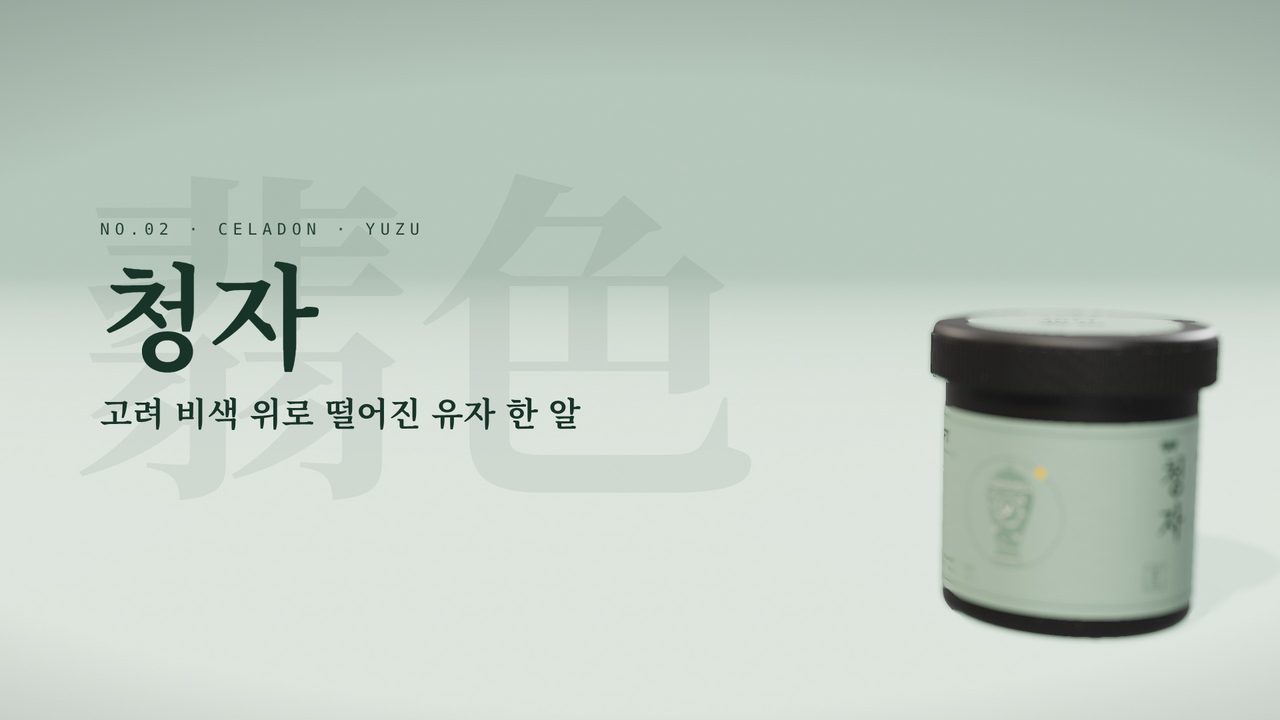 翡色
NO.02 · CELADON · YUZU
청자
고려 비색 위로 떨어진 유자 한 알
청자